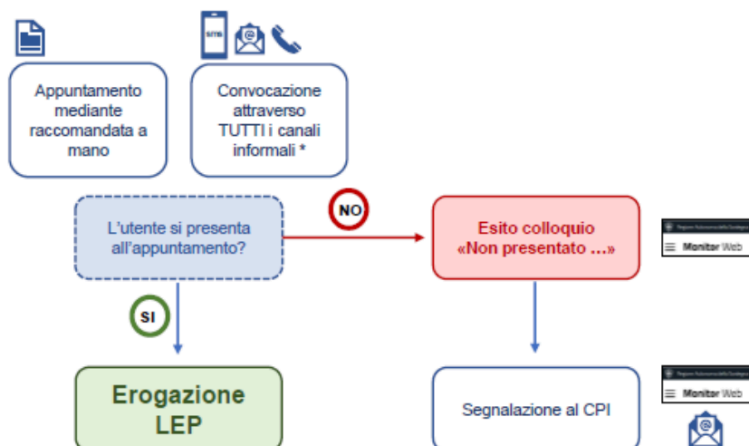 sms
Appuntamento
mediante
raccomandata a
mano
Convocazione
attraverso
TUTTI i canali
informali *
L'utente si presenta
all'appuntamento?
NO
Esito colloquio
«Non presentato ...»
Monitor Web
SI
Erogazione
LEP
Segnalazione al CPI
Monitor Web